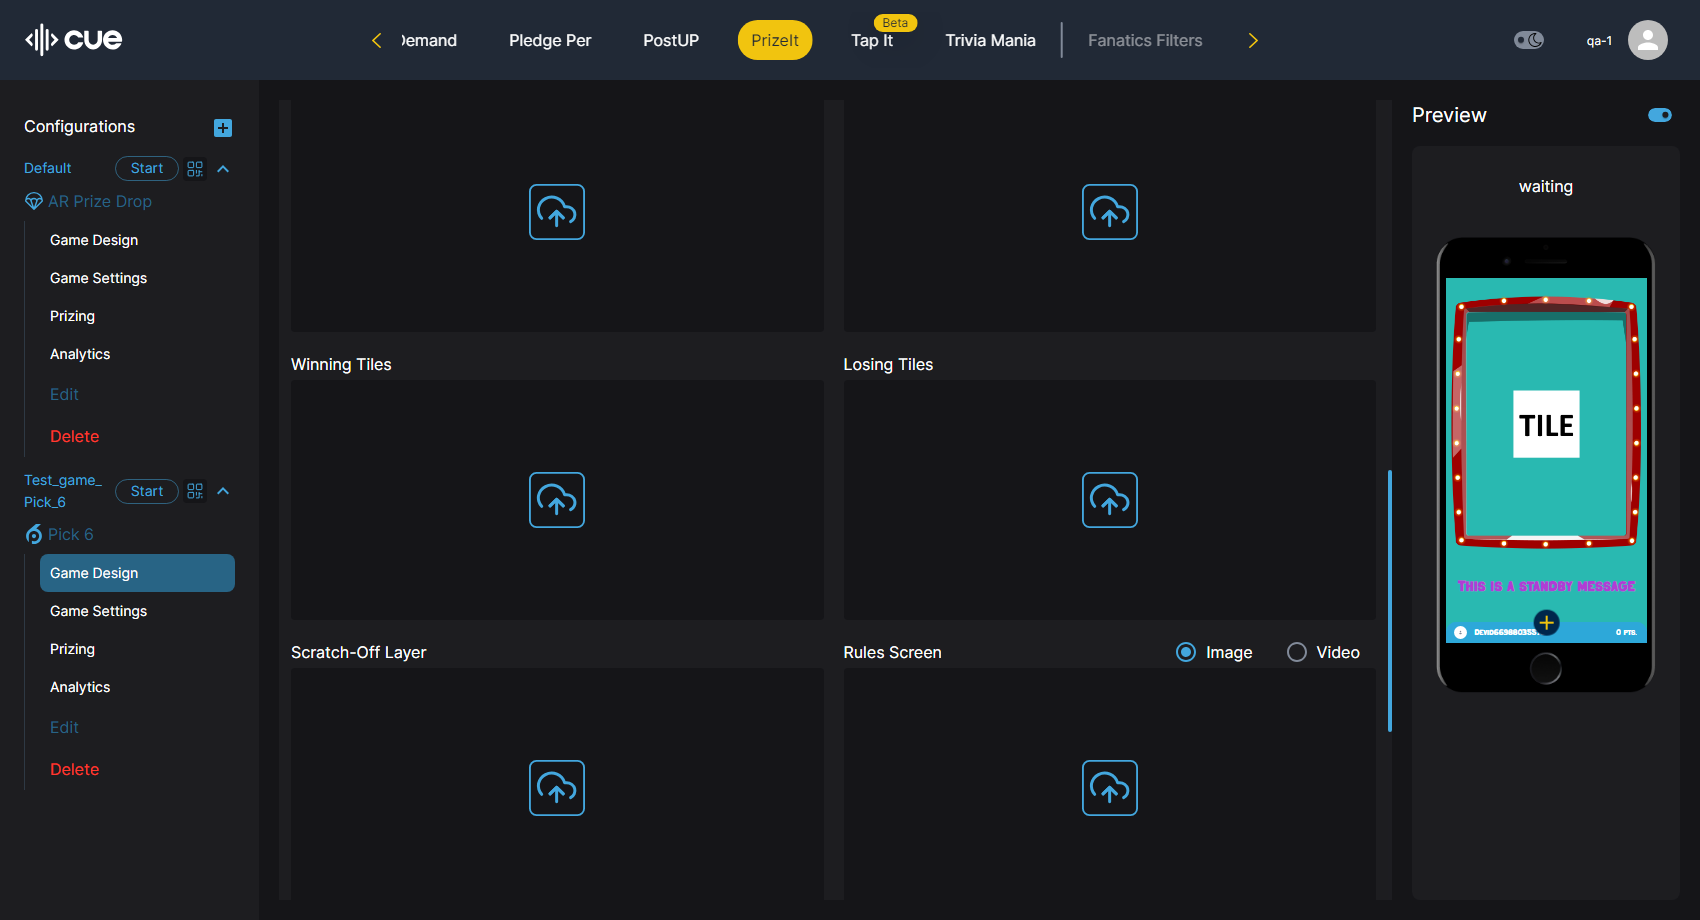 cue
Demand
Pledge Per
PostUP
PrizeIt
Beta
Tap It
Trivia Mania
Fanatics Filters
qa-1
Configurations
Default
Start
AR Prize Drop
Game Design
Game Settings
Prizing
Analytics
Edit
Delete
Test_game_
Pick_6
Start
Pick 6
Game Design
Game Settings
Prizing
Analytics
Edit
Delete
Winning Tiles
Losing Tiles
Scratch-Off Layer
Rules Screen
Image
Video
Preview
waiting
TILE
This is a standby message
0 PTS.